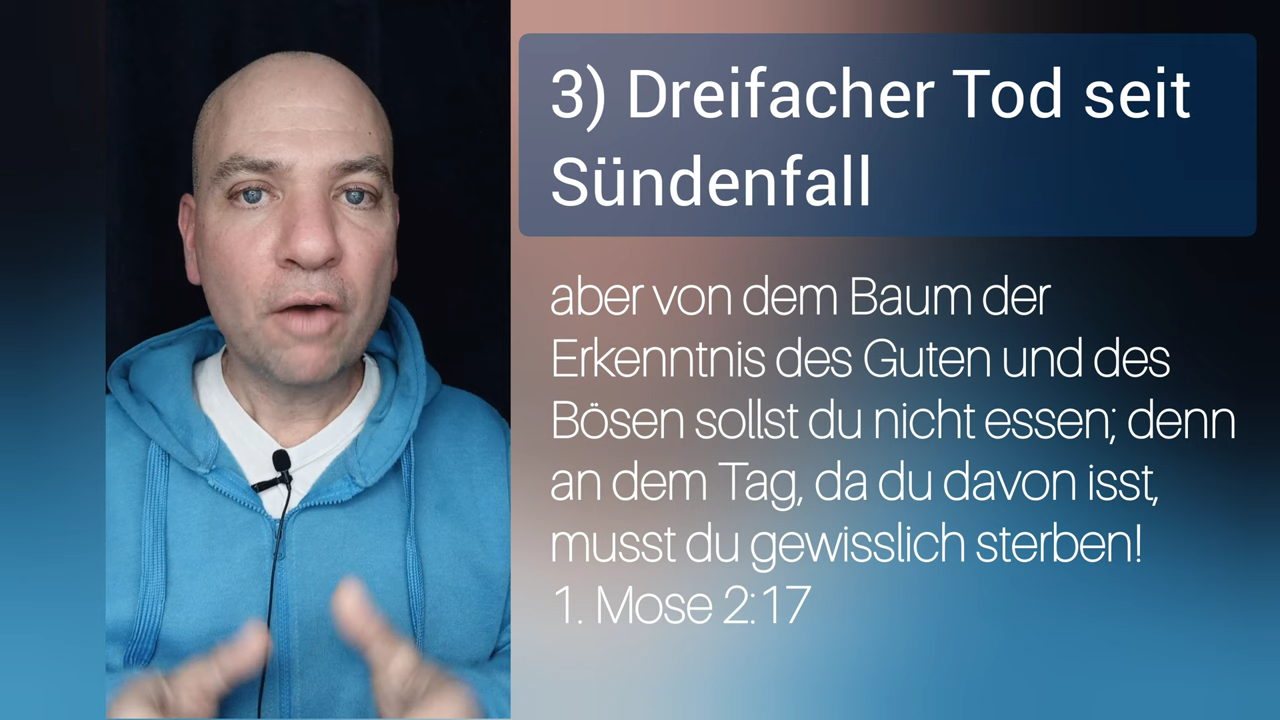 3) Dreifacher Tod seit
Sündenfall
aber von dem Baum der
Erkenntnis des Guten und des
Bösen sollst du nicht essen; denn
an dem Tag, da du davon isst,
musst du gewisslich sterben!
1. Mose 2:17